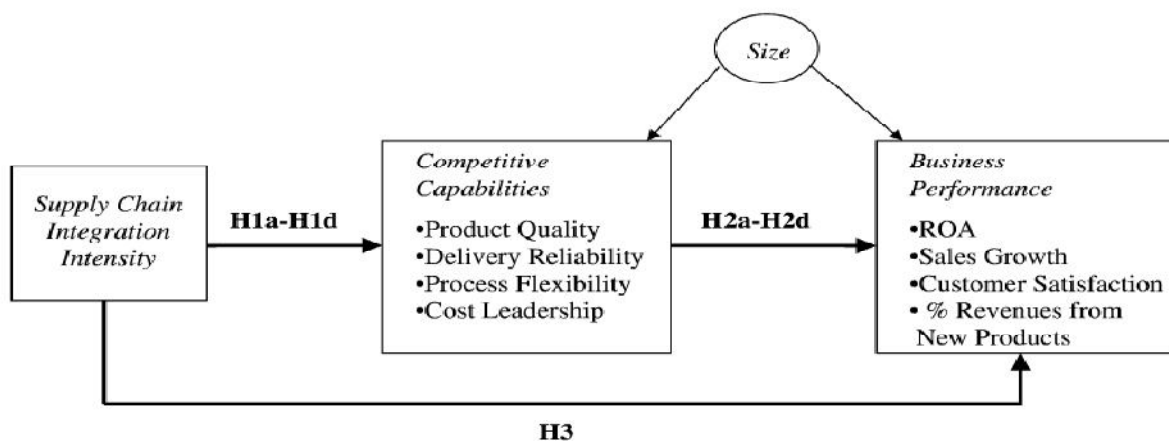 Size
Supply Chain
Integration
Intensity
H1a-H1d
Competitive
Capabilities
•Product Quality
•Delivery Reliability
•Process Flexibility
•Cost Leadership
H2a-H2d
Business
Performance
•ROA
•Sales Growth
•Customer Satisfaction
• % Revenues from
New Products
H3